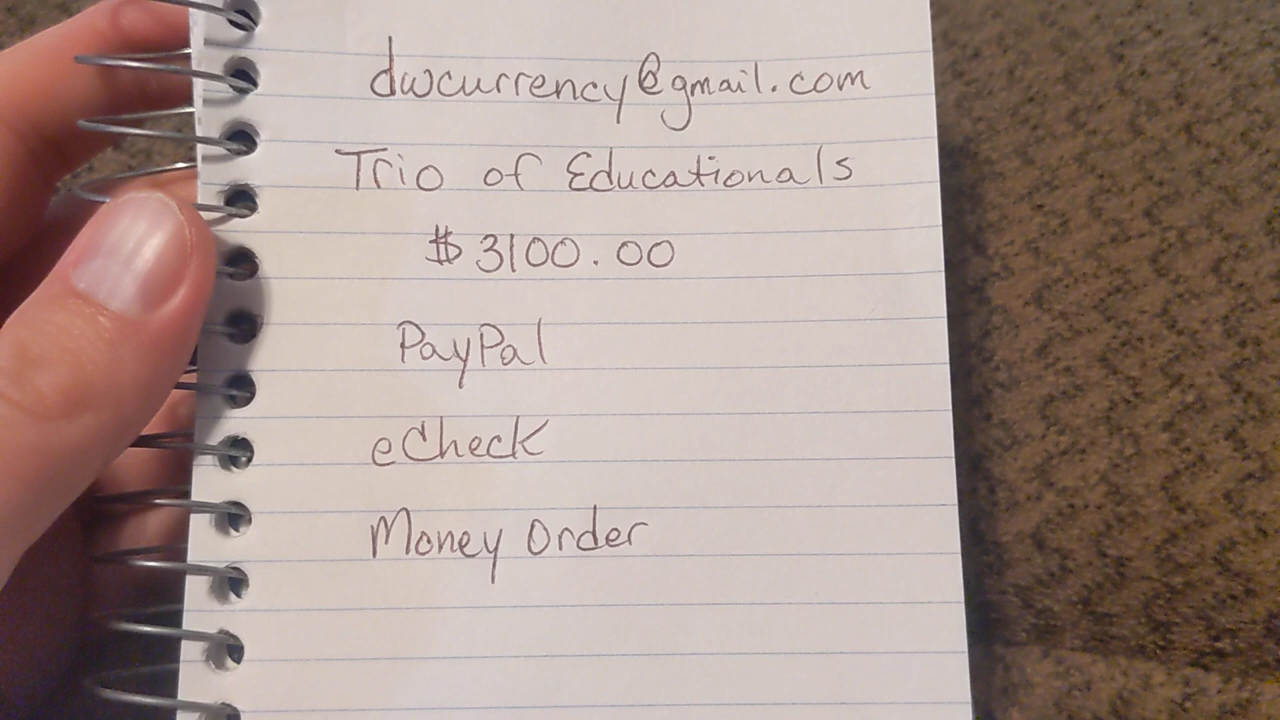 dwcurrency@gmail.com
Trio of Educationals
$3100.00
PayPal
eCheck
Money Order